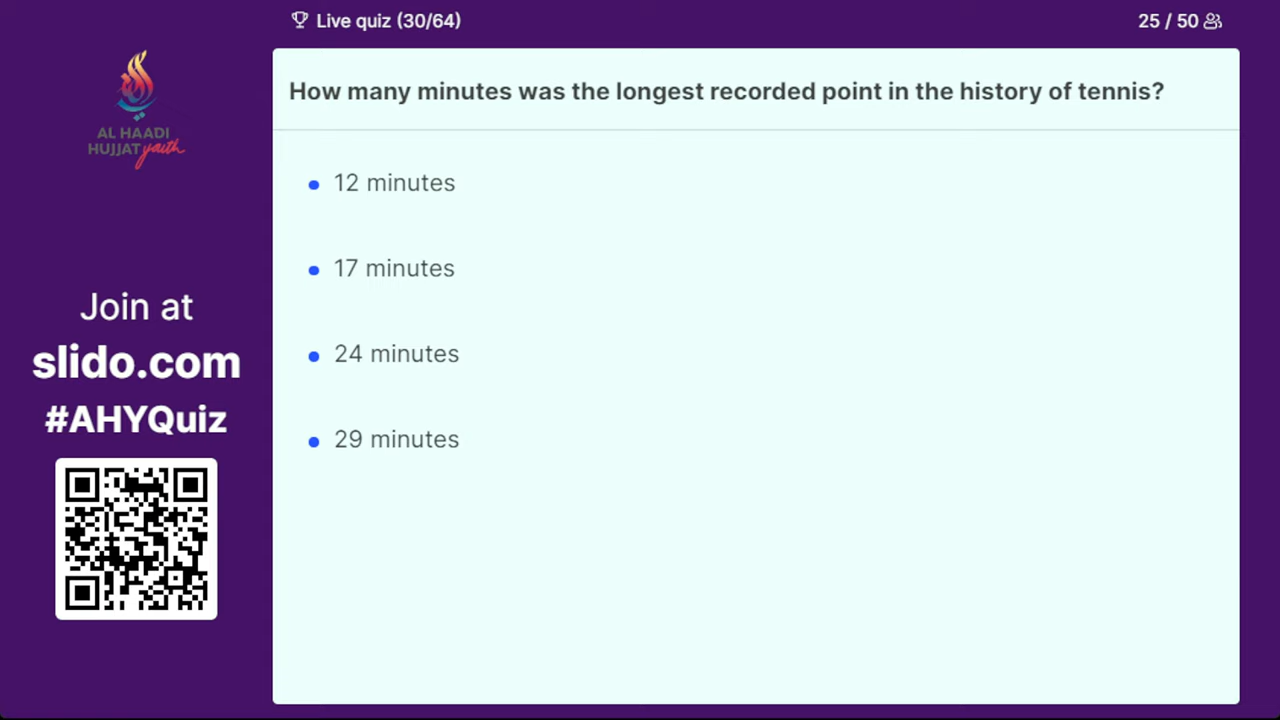 Live quiz (30/64)
25 / 50
AL HAADI
HUJJAT youth
Join at
slido.com
#AHYQuiz
How many minutes was the longest recorded point in the history of tennis?
12 minutes
17 minutes
24 minutes
29 minutes